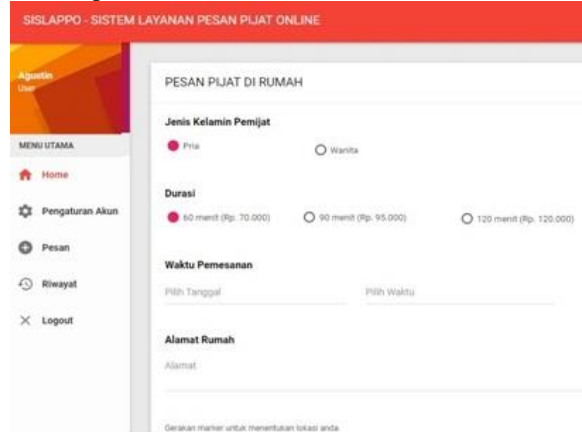 SISLAPPO - SISTEM LAYANAN PESAN PIJAT ONLINE
Agustin
User
MENU UTAMA
Home
Pengaturan Akun
Pesan
Riwayat
Logout
PESAN PIJAT DI RUMAH
Jenis Kelamin Pemijat
Pria Wanita
Durasi
60 menit (Rp. 70.000) 90 menit (Rp. 95.000) 120 menit (Rp. 120.000)
Waktu Pemesanan
Pilih Tanggal Pilih Waktu
Alamat Rumah
Alamat
Gerakan marker untuk menentukan lokasi anda